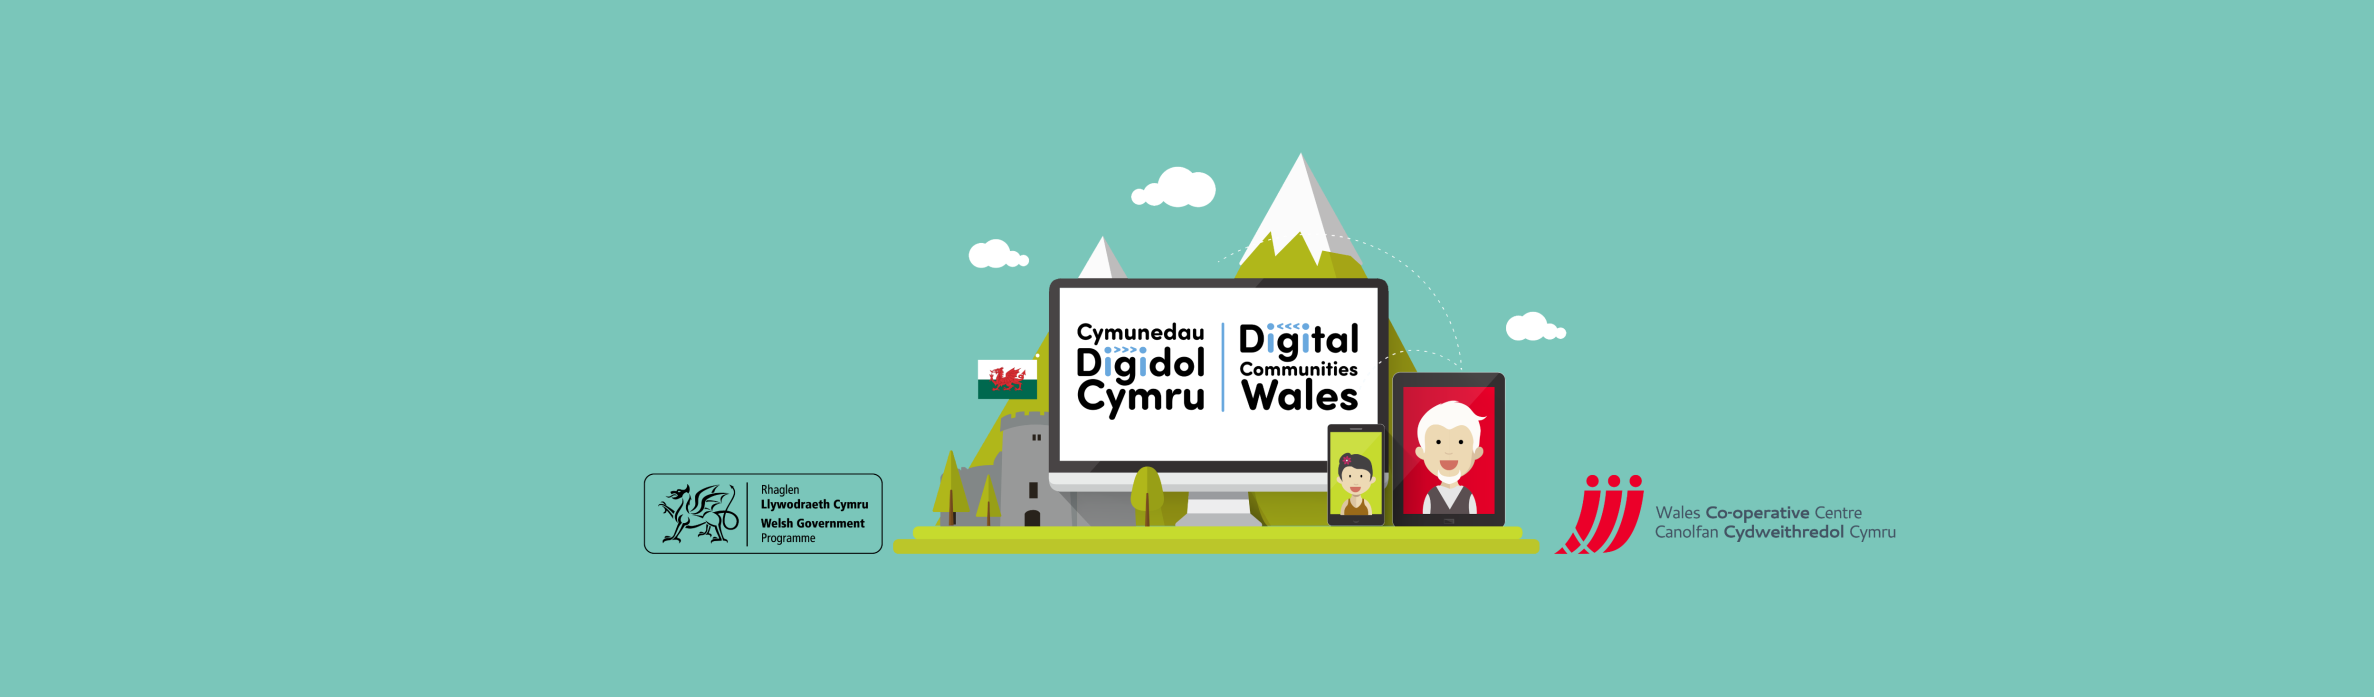 Cymunedau
Digidol
Cymru
Digital
Communities
Wales
Rhaglen
Llywodraeth Cymru
Welsh Government
Programme
Wales Co-operative Centre
Canolfan Cydweithredol Cymru